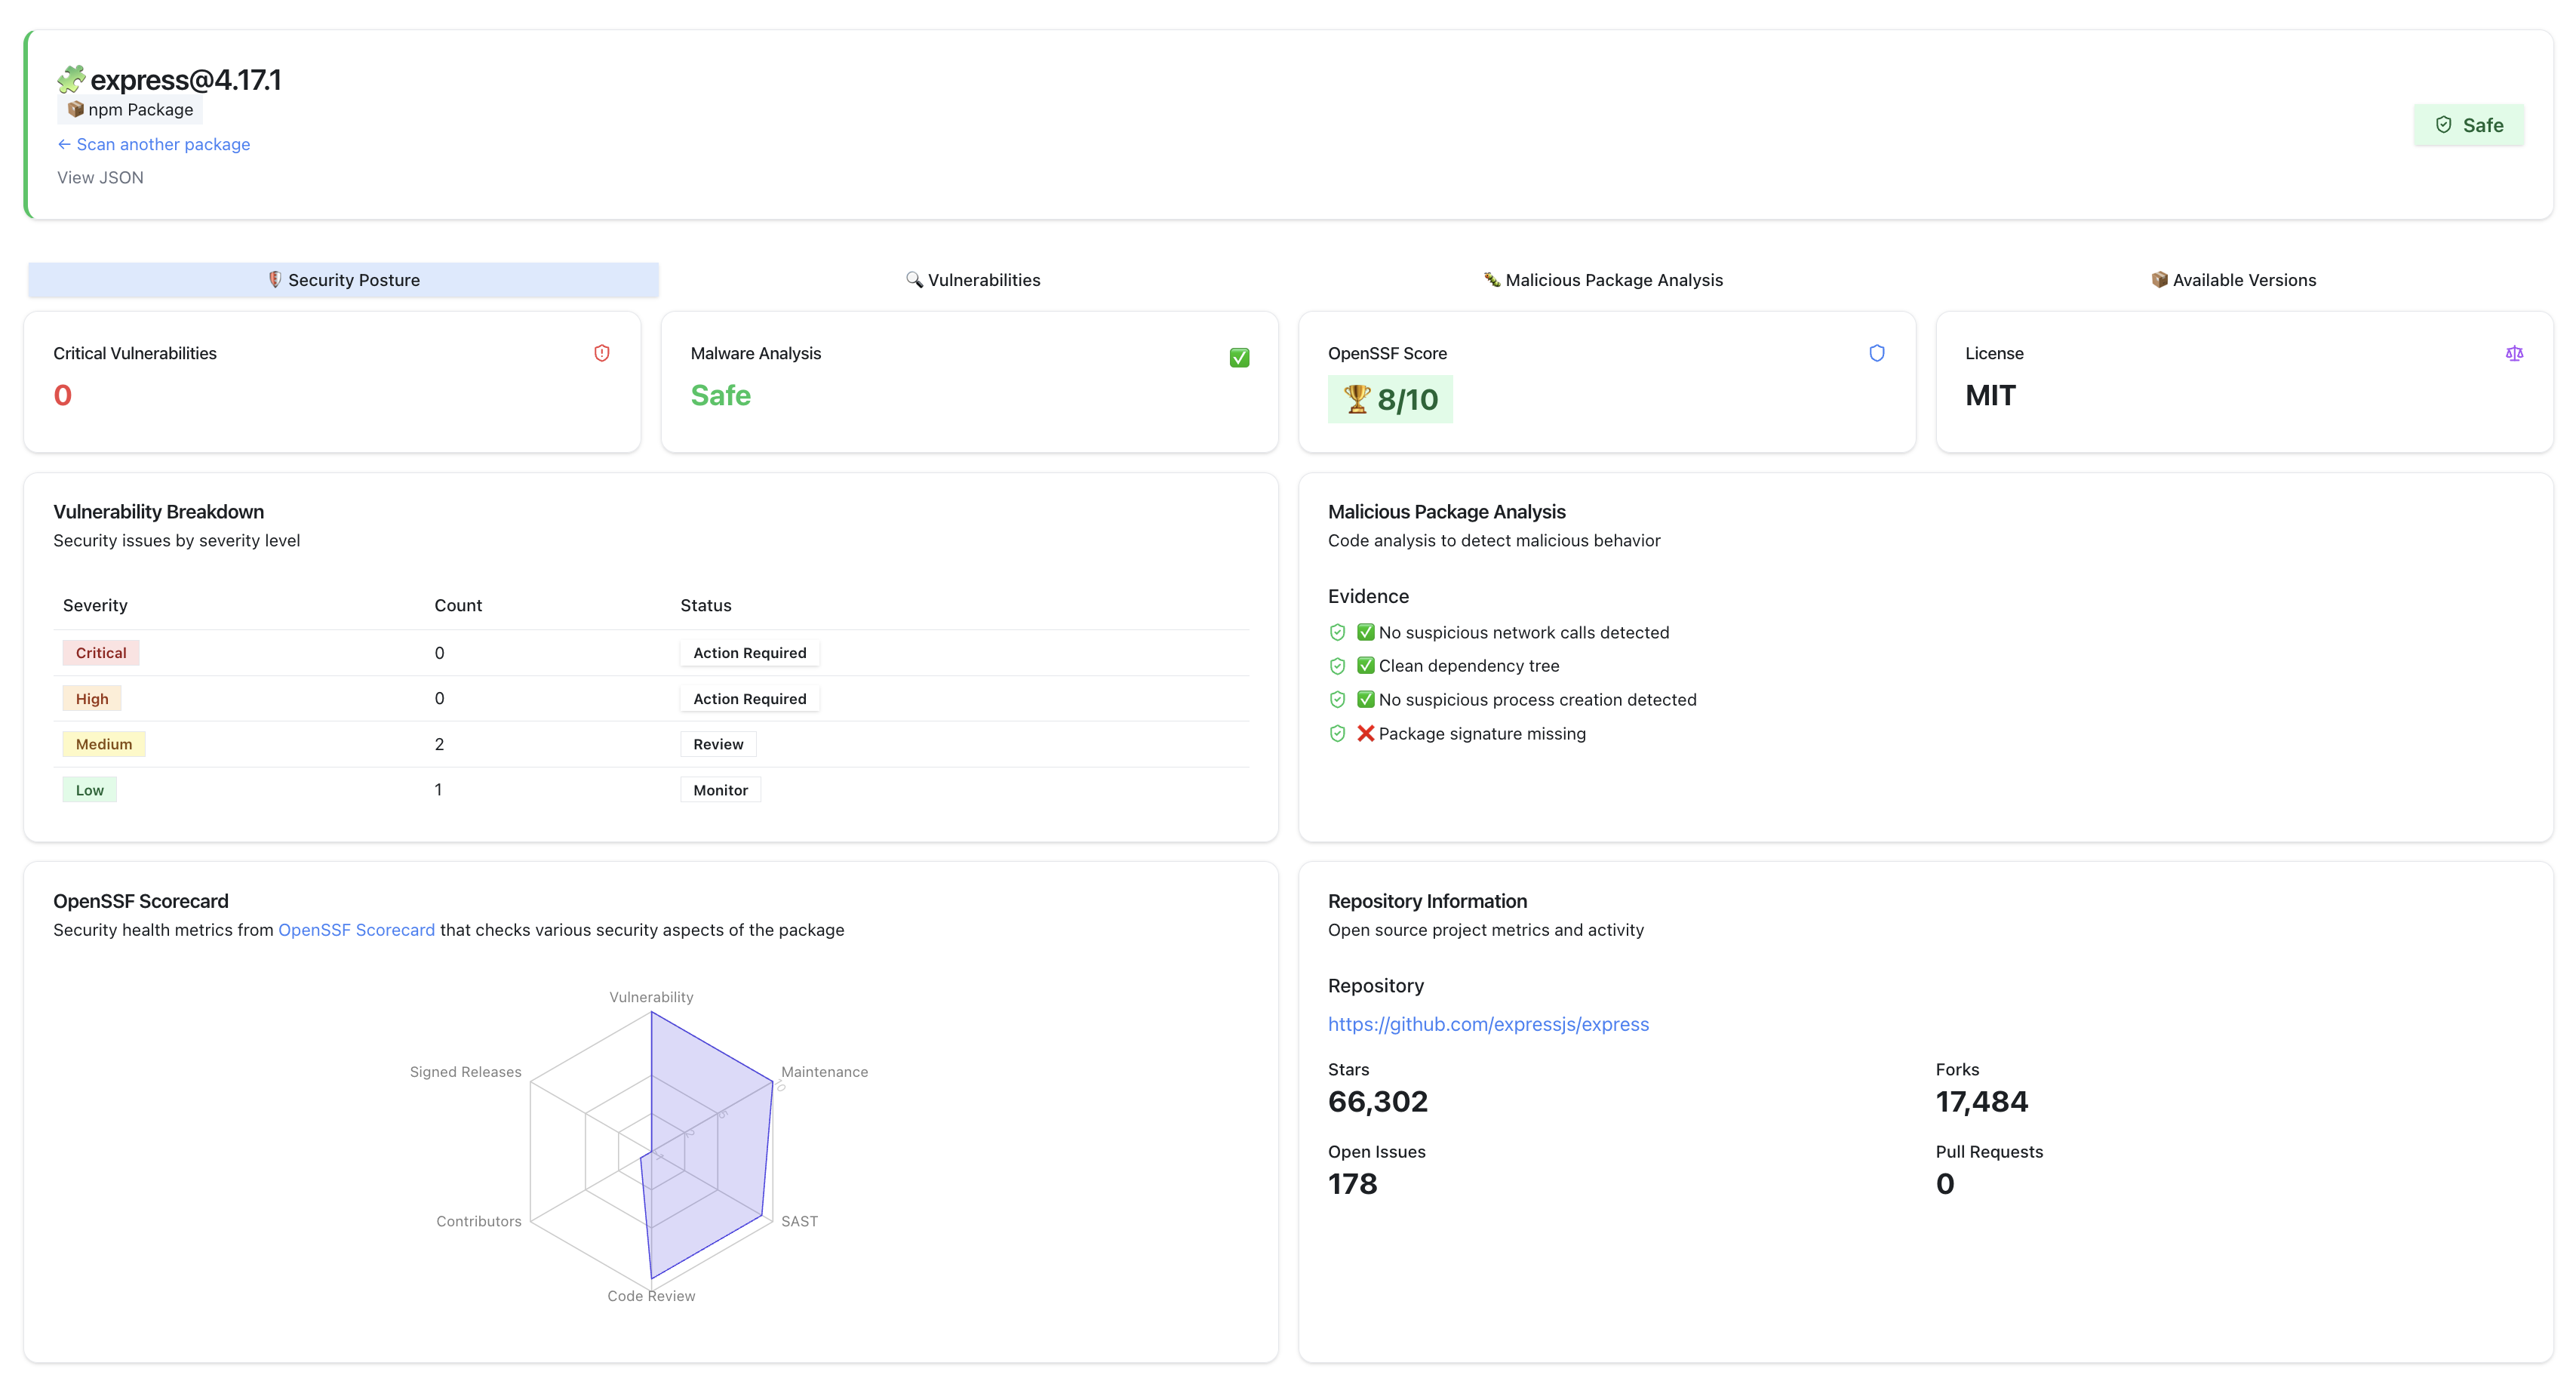 🧩 express@4.17.1
📦 npm Package
← Scan another package
View JSON
Safe
🛡️ Security Posture
🔍 Vulnerabilities
🐛 Malicious Package Analysis
📦 Available Versions
Critical Vulnerabilities
0
Malware Analysis
✅
Safe
OpenSSF Score
🏆 8/10
License
MIT
Vulnerability Breakdown
Security issues by severity level
Severity Count Status
Critical 0 Action Required
High 0 Action Required
Medium 2 Review
Low 1 Monitor
Malicious Package Analysis
Code analysis to detect malicious behavior
Evidence
✅ No suspicious network calls detected
✅ Clean dependency tree
✅ No suspicious process creation detected
❌ Package signature missing
OpenSSF Scorecard
Security health metrics from OpenSSF Scorecard that checks various security aspects of the package
Vulnerability
Signed Releases
Maintenance
10
5
2
Contributors
SAST
Code Review
Repository Information
Open source project metrics and activity
Repository
https://github.com/expressjs/express
Stars
66,302
Forks
17,484
Open Issues
178
Pull Requests
0